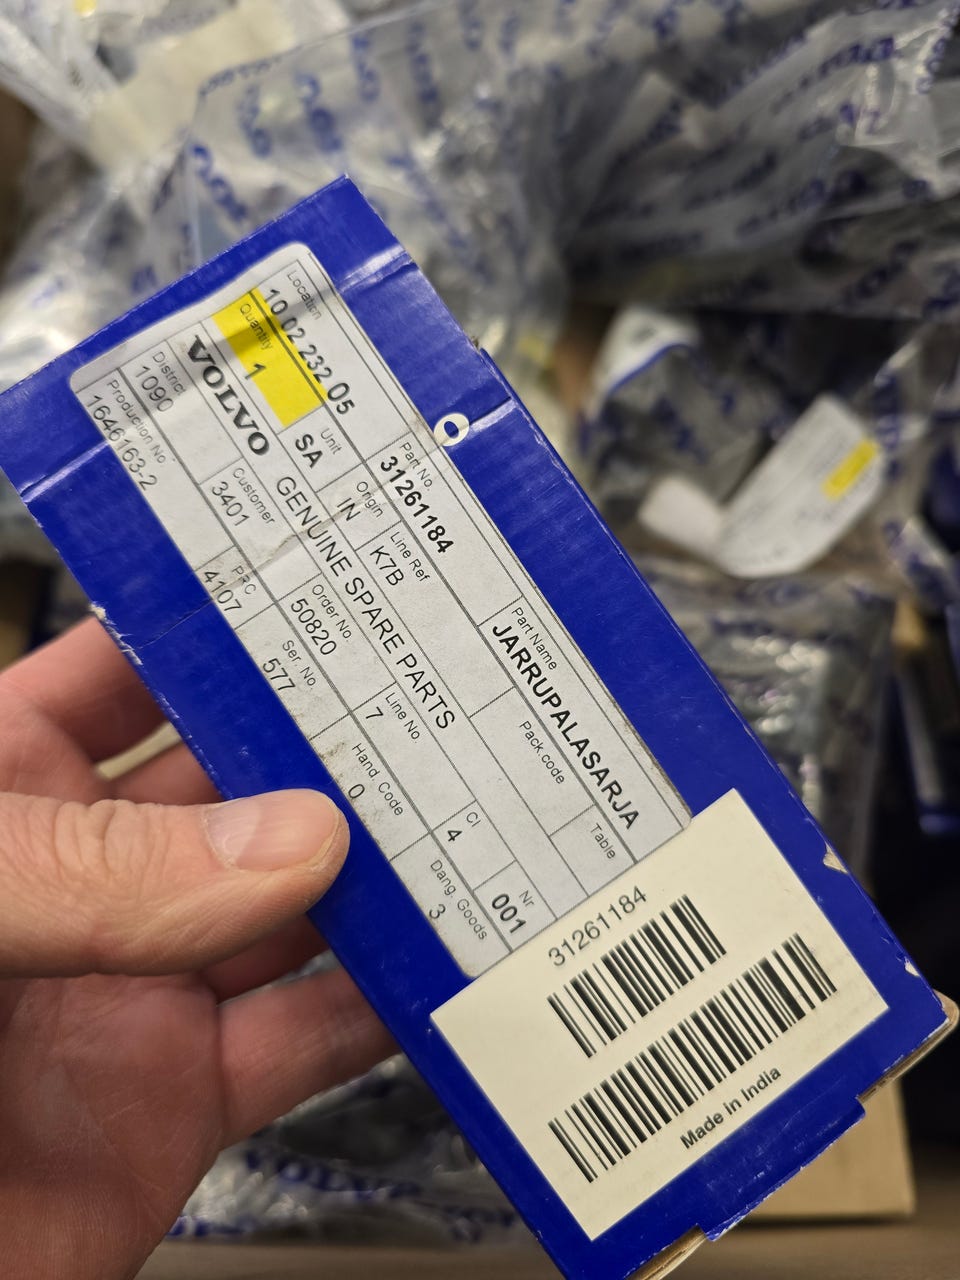 Location
10 02 232 05
Part No.
31261184
Part Name
JARRUPALASARJA
Quantity
1
Unit
SA
Origin
IN
Line Ref
K7B
Pack code
Table
VOLVO GENUINE SPARE PARTS
District
1090
Customer
3401
Order No.
50820
Line No.
7
CI
4
Nr
001
Production No.
1646163-2
PRC
4107
Ser. No
577
Hand. Code
0
Dang. Goods
3
31261184
Made in India
VOLVO